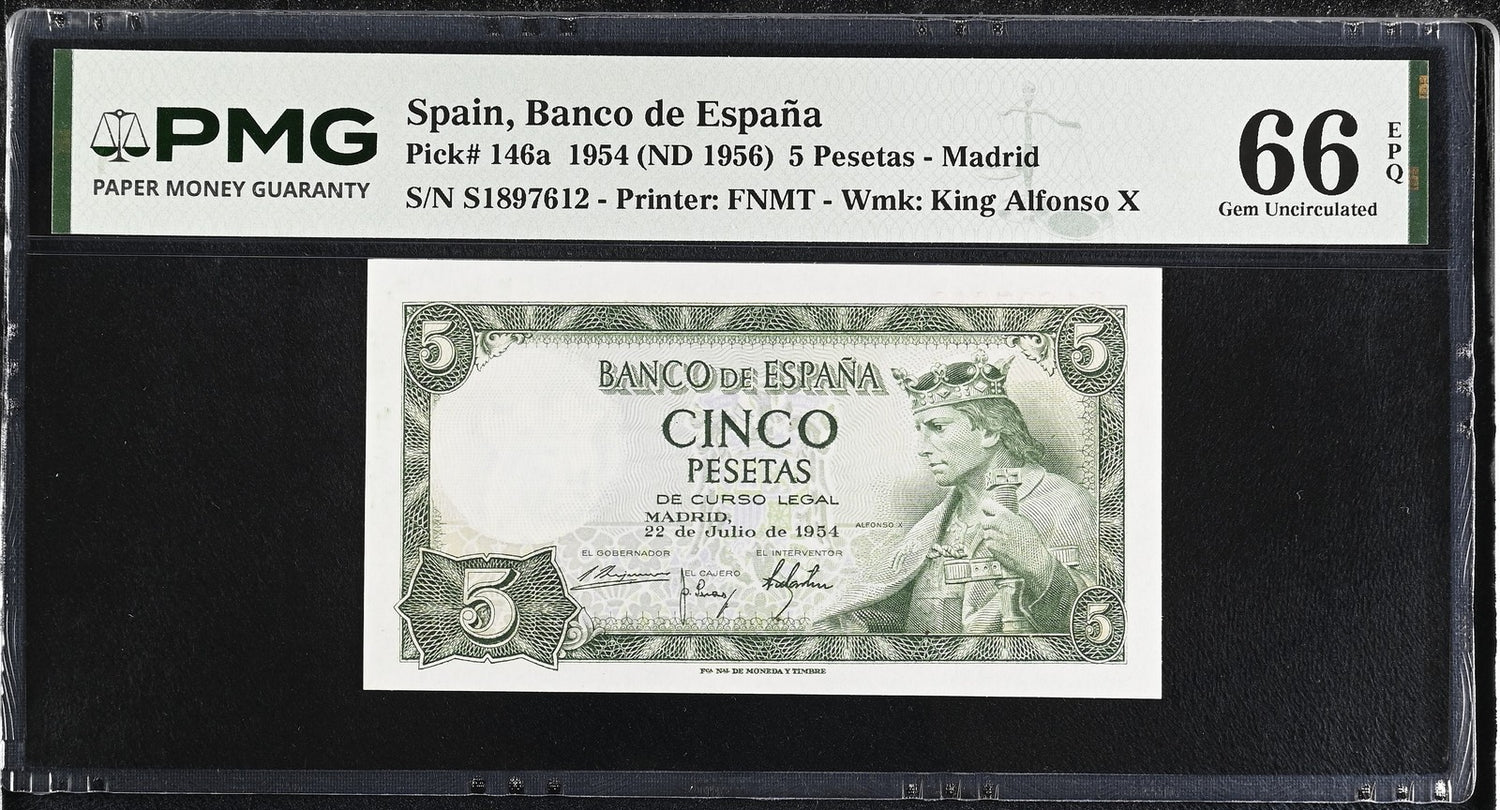 PMG
PAPER MONEY GUARANTY
Spain, Banco de España
Pick# 146a 1954 (ND 1956) 5 Pesetas - Madrid
S/N S1897612 - Printer: FNMT - Wmk: King Alfonso X
66
EPQ
Gem Uncirculated
5
5
BANCO DE ESPAÑA
CINCO
PESETAS
DE CURSO LEGAL
MADRID,
22 de Julio de 1954
ALFONSO X
EL GOBERNADOR
EL INTERVENTOR
EL CAJERO
5
5
FCA NAL DE MONEDA Y TIMBRE